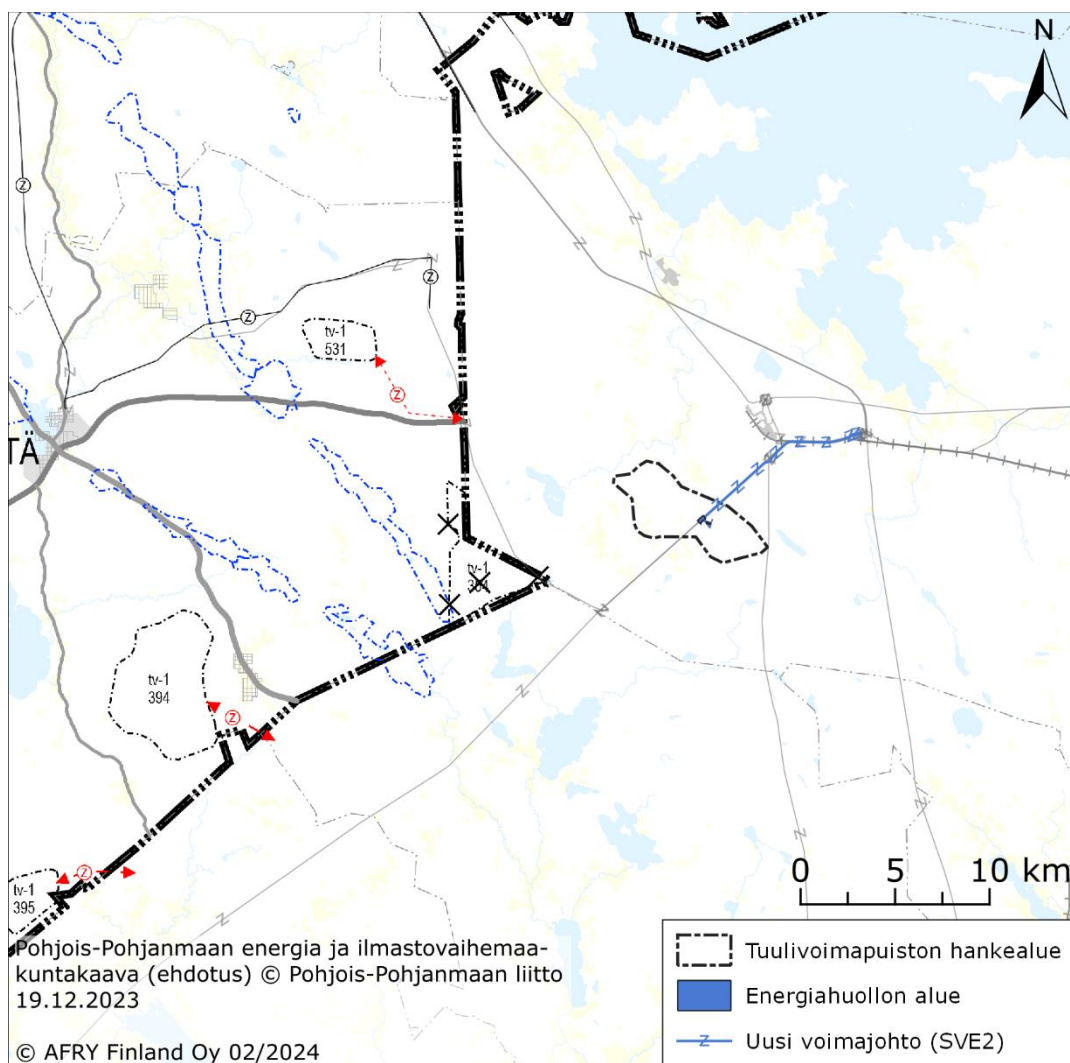 N
tv-1
531
TÄ
tv-1
tv-1
394
tv-1
395
0 5 10 km
Pohjois-Pohjanmaan energia ja ilmastovaihemaa-
kuntakaava (ehdotus) © Pohjois-Pohjanmaan liitto
19.12.2023
© AFRY Finland Oy 02/2024
Tuulivoimapuiston hankealue
Energiahuollon alue
Uusi voimajohto (SVE2)